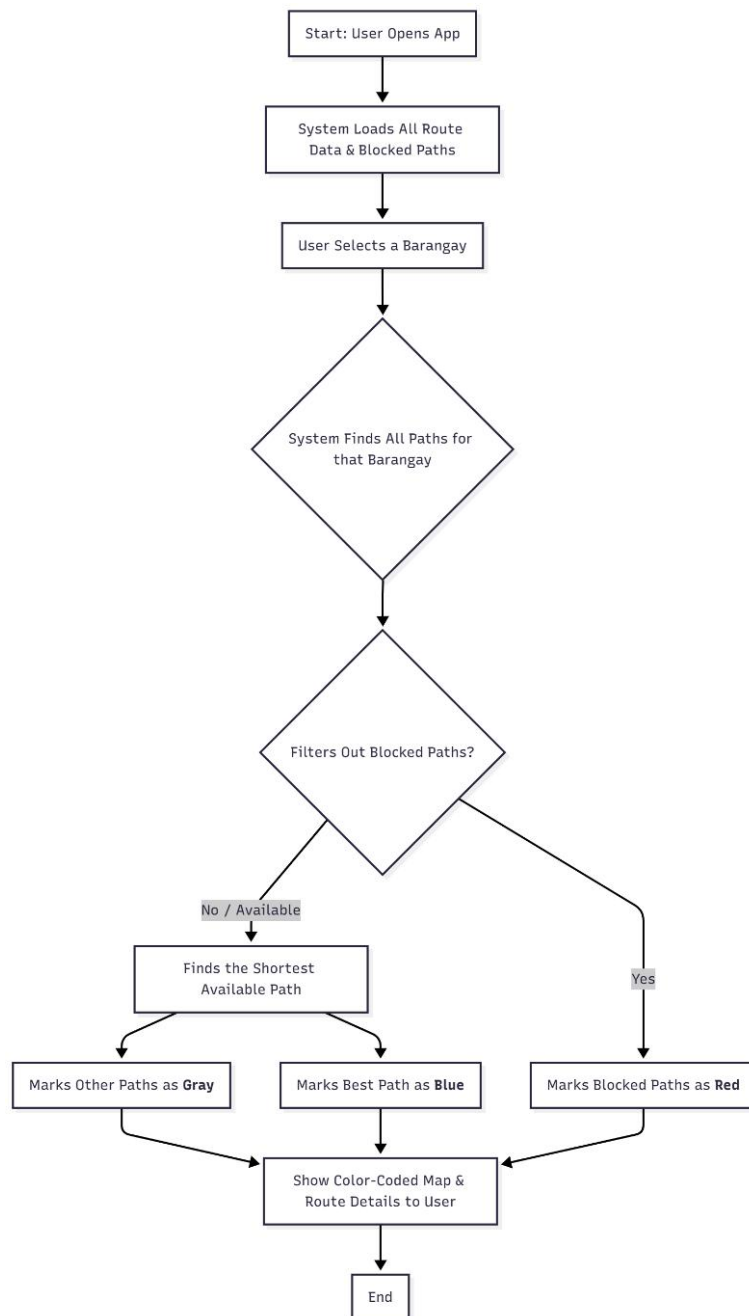 Start: User Opens App
System Loads All Route
Data & Blocked Paths
User Selects a Barangay
System Finds All Paths for
that Barangay
Filters Out Blocked Paths?
No / Available
Yes
Finds the Shortest
Available Path
Marks Other Paths as Gray
Marks Best Path as Blue
Marks Blocked Paths as Red
Show Color-Coded Map &
Route Details to User
End